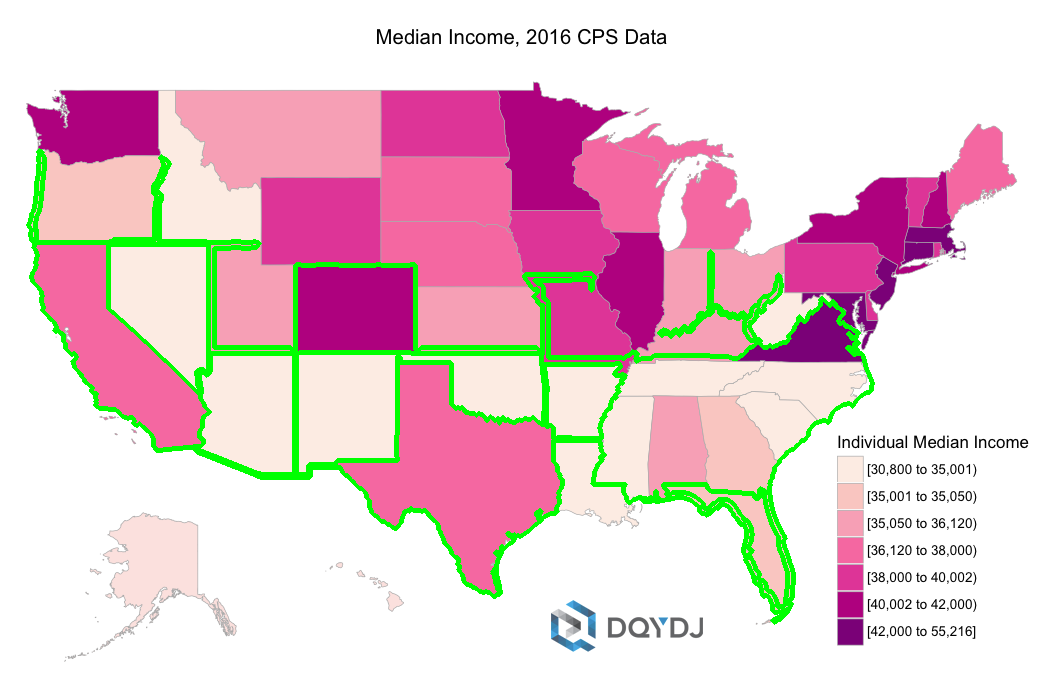 Median Income, 2016 CPS Data
Individual Median Income
[30,800 to 35,001)
[35,001 to 35,050)
[35,050 to 36,120)
[36,120 to 38,000)
[38,000 to 40,002)
[40,002 to 42,000)
[42,000 to 55,216]
DQYDJ